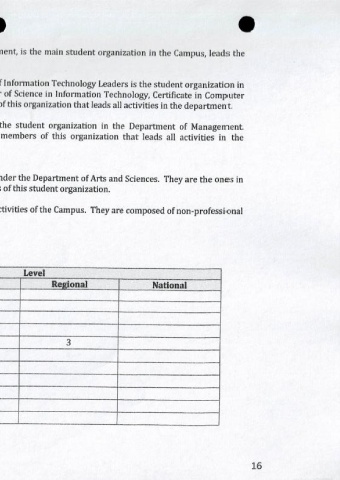 ment, is the main student organization in the Campus, leads the
f Information Technology Leaders is the student organization in
r of Science in Information Technology, Certificate in Computer
of this organization that leads all activities in the department.
the student organization in the Department of Management.
members of this organization that leads all activities in the
nder the Department of Arts and Sciences. They are the ones in
s of this student organization.
ctivities of the Campus. They are composed of non-professional
Level
Regional National
3
16